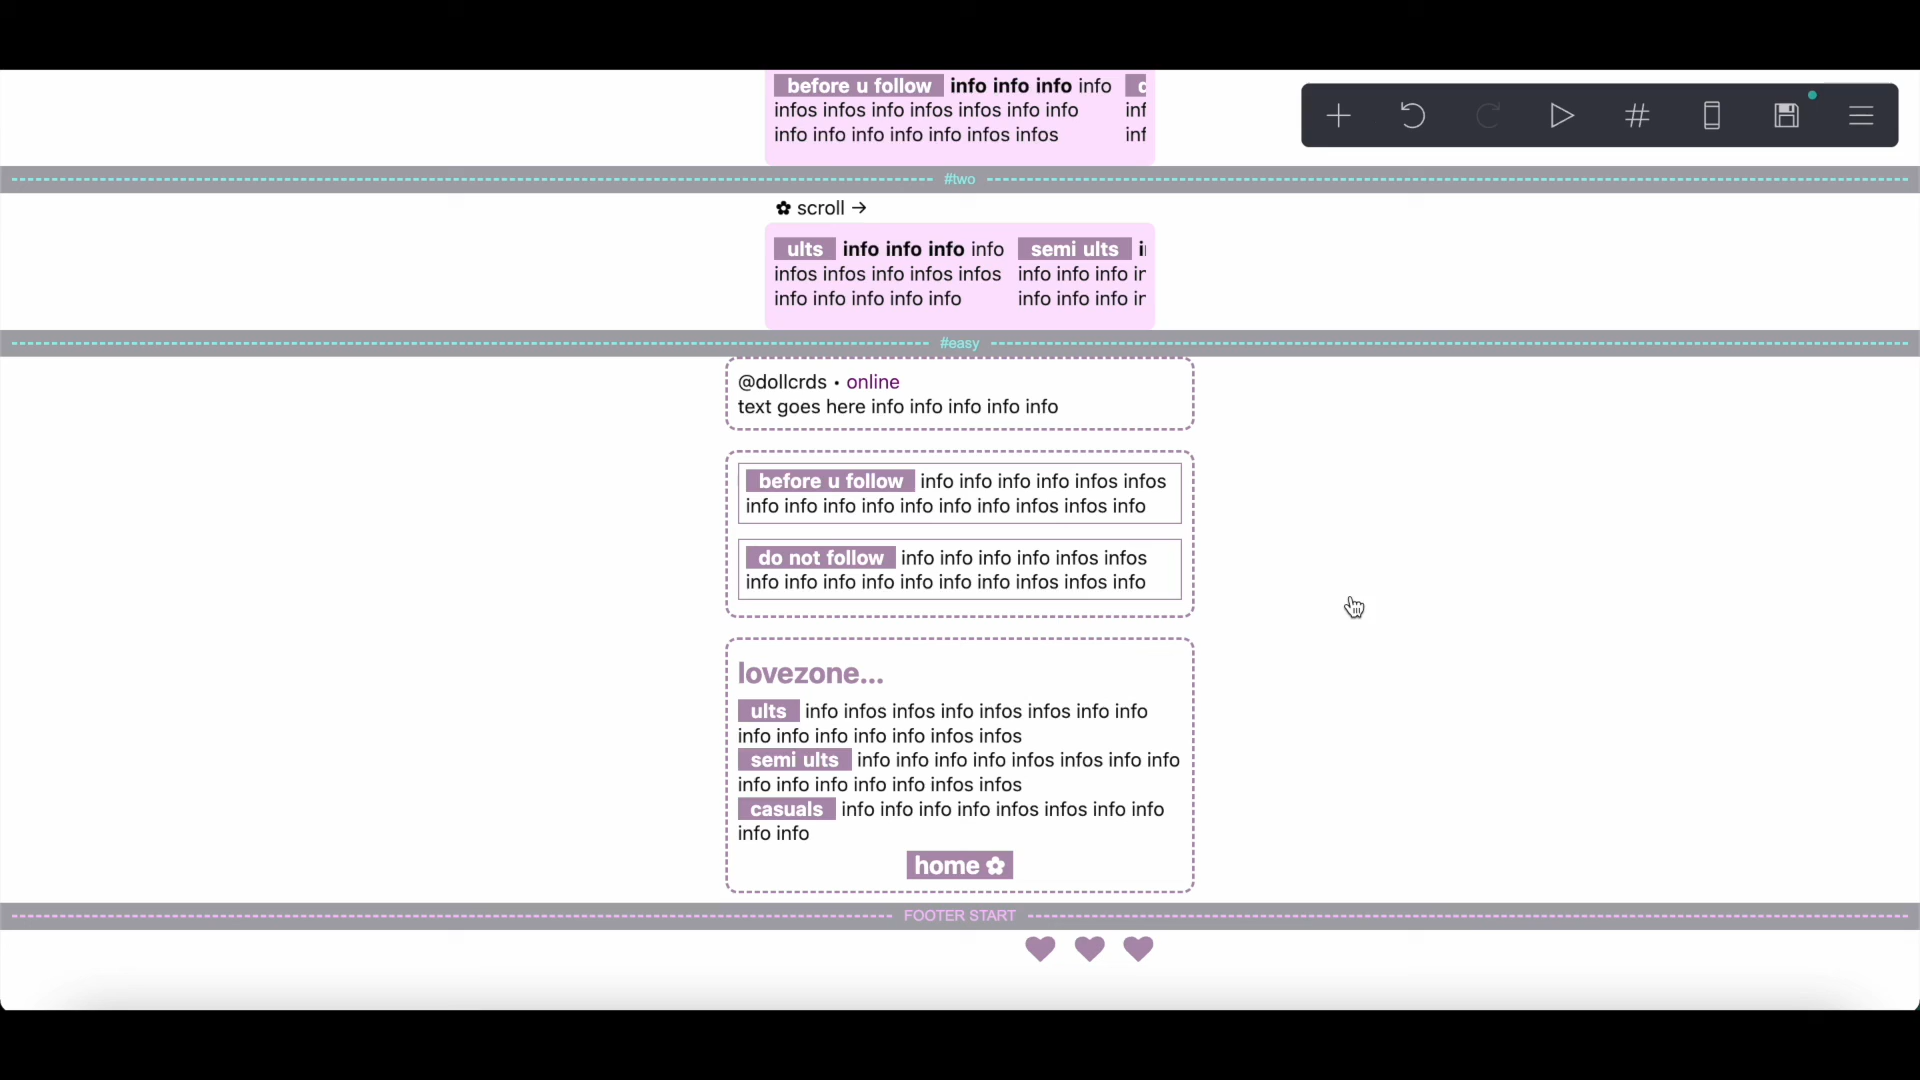 before u follow info info info info d
infos infos info infos infos info info inf
info info info info info infos infos inf
#two
✿ scroll →
ults info info info info semi ults
infos infos info infos infos info info info
info info info info info info info info
#easy
@dollcrds • online
text goes here info info info info info
before u follow info info info info infos infos
info info info info info info info infos infos info
do not follow info info info info infos infos
info info info info info info info infos infos info
lovezone...
ults info infos infos info infos infos info info
info info info info info infos infos
semi ults info info info info infos infos info info
info info info info info infos infos
casuals info info info info infos infos info info
info info
home ✿
FOOTER START